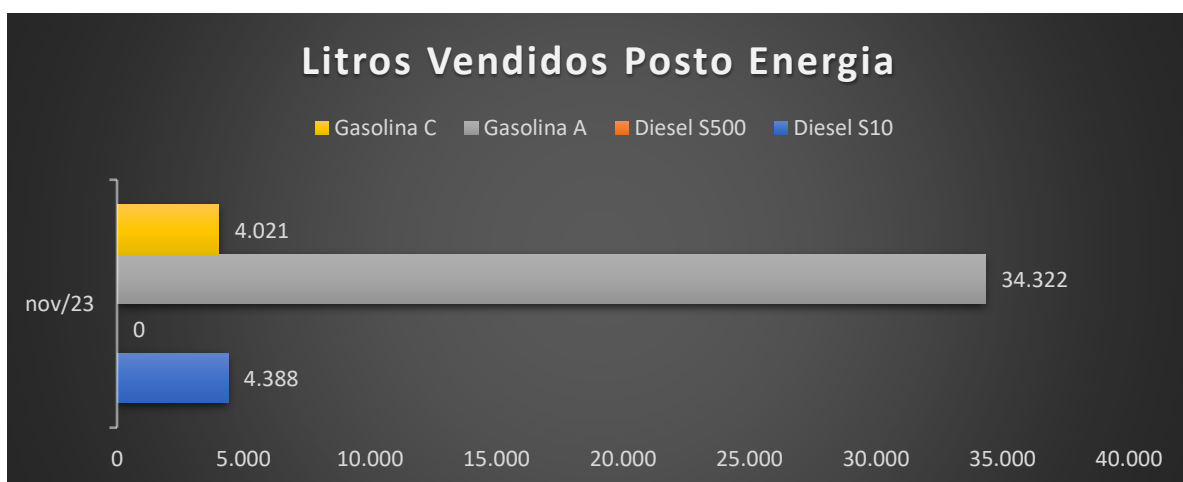 Litros Vendidos Posto Energia
Gasolina C Gasolina A Diesel S500 Diesel S10
4.021
34.322
nov/23
0
4.388
0 5.000 10.000 15.000 20.000 25.000 30.000 35.000 40.000